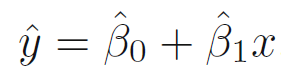 ŷ = β̂₀ + β̂₁x